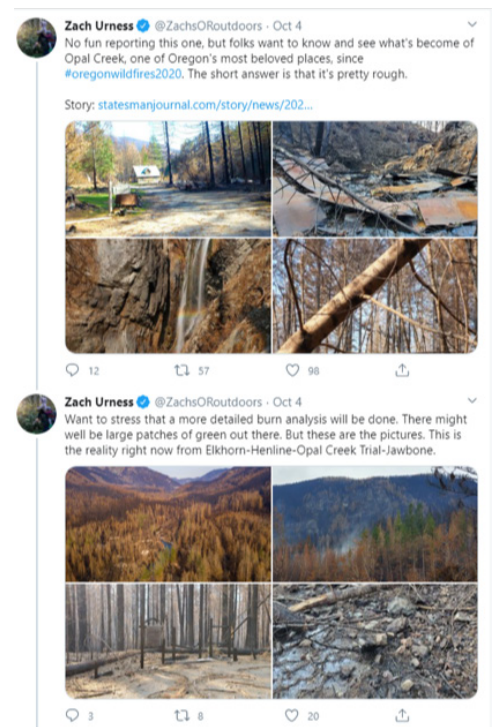 Zach Urness @ZachsORoutdoors · Oct 4
No fun reporting this one, but folks want to know and see what's become of
Opal Creek, one of Oregon's most beloved places, since
#oregonwildfires2020. The short answer is that it's pretty rough.
Story: statesmanjournal.com/story/news/202...
12 57 98
Zach Urness @ZachsORoutdoors · Oct 4
Want to stress that a more detailed burn analysis will be done. There might
well be large patches of green out there. But these are the pictures. This is
the reality right now from Elkhorn-Henline-Opal Creek Trial-Jawbone.
3 8 20